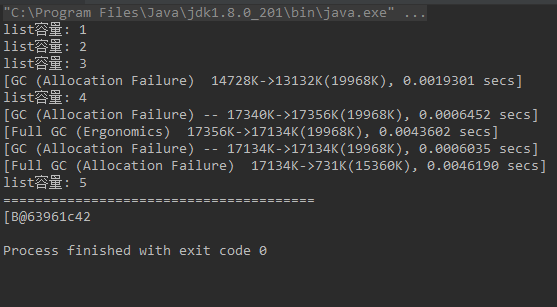 "C:\Program Files\Java\jdk1.8.0_201\bin\java.exe" ...
list容量: 1
list容量: 2
list容量: 3
[GC (Allocation Failure)  14728K->13132K(19968K), 0.0019301 secs]
list容量: 4
[GC (Allocation Failure) -- 17340K->17356K(19968K), 0.0006452 secs]
[Full GC (Ergonomics)  17356K->17134K(19968K), 0.0043602 secs]
[GC (Allocation Failure) -- 17134K->17134K(19968K), 0.0006035 secs]
[Full GC (Allocation Failure)  17134K->731K(15360K), 0.0046190 secs]
list容量: 5
=======================================
[B@63961c42
Process finished with exit code 0